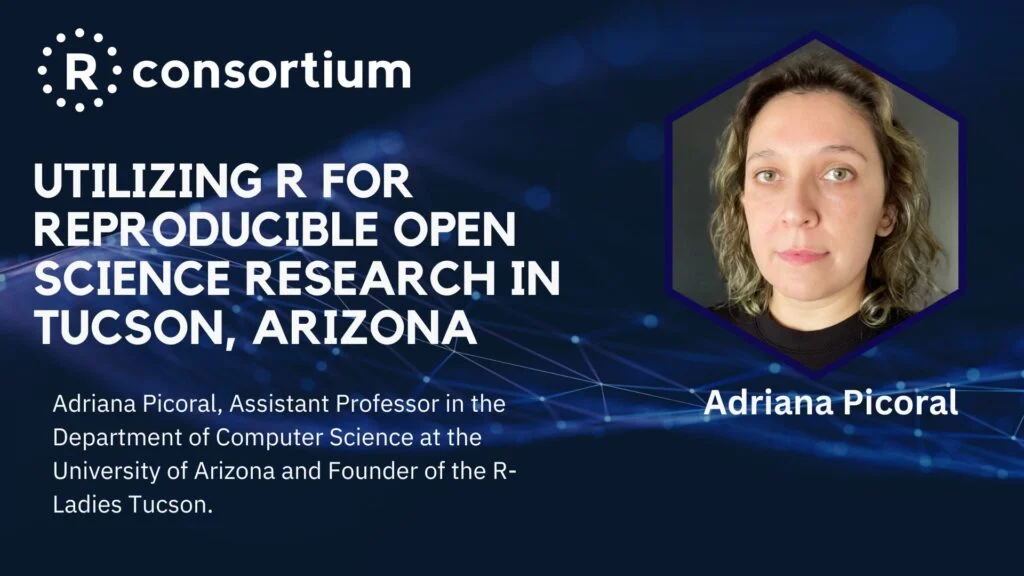 R consortium
UTILIZING R FOR
REPRODUCIBLE OPEN
SCIENCE RESEARCH IN
TUCSON, ARIZONA
Adriana Picoral, Assistant Professor in the
Department of Computer Science at the
University of Arizona and Founder of the R-
Ladies Tucson.
Adriana Picoral